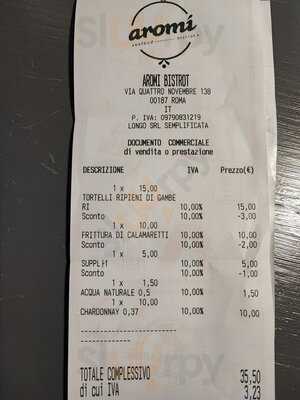 aromí
seafood bistrot
AROMI BISTROT
VIA QUATTRO NOVEMBRE 138
00187 ROMA
IT
P. IVA: 09790831219
LONGO SRL SEMPLIFICATA
DOCUMENTO COMMERCIALE
di vendita o prestazione
DESCRIZIONE IVA Prezzo(€)
1 x 15,00
TORTELLI RIPIENI DI GAMBE
RI 10,00% 15,00
Sconto 10,00% -3,00
1 x 10,00
FRITTURA DI CALAMARETTI 10,00% 10,00
Sconto 10,00% -2,00
1 x 5,00
SUPPLI1 10,00% 5,00
Sconto 10,00% -1,00
1 x 1,50
ACQUA NATURALE 0,5 10,00% 1,50
1 x 10,00
CHARDONNAY 0,37 10,00% 10,00
TOTALE COMPLESSIVO 35,50
di cui IVA 3,23